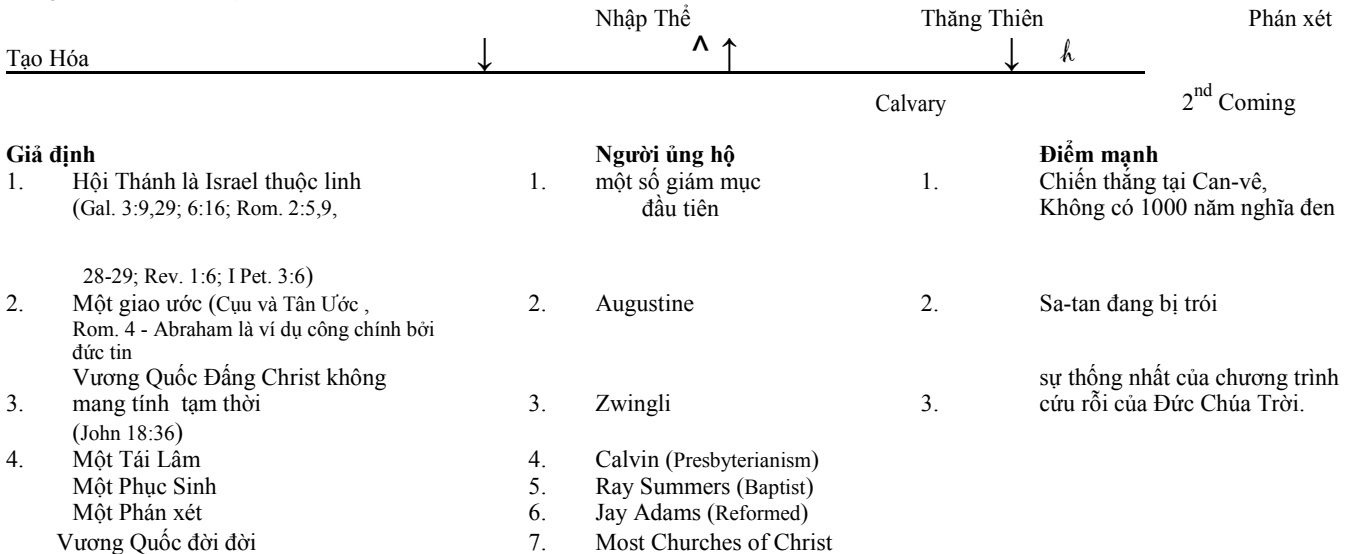 Nhập Thể Thăng Thiên Phán xét
Tạo Hóa
Calvary 2nd Coming
Giả định Người ủng hộ Điểm mạnh
1. Hội Thánh là Israel thuộc linh 1. một số giám mục 1. Chiến thắng tại Can-vê,
(Gal. 3:9,29; 6:16; Rom. 2:5,9, đầu tiên Không có 1000 năm nghĩa đen
28-29; Rev. 1:6; I Pet. 3:6)
2. Một giao ước (Cụu và Tân Ước , 2. Augustine 2. Sa-tan đang bị trói
Rom. 4 - Abraham là ví dụ công chính bởi
đức tin
Vương Quốc Đấng Christ không sự thống nhất của chương trình
3. mang tính tạm thời 3. Zwingli 3. cứu rỗi của Đức Chúa Trời.
(John 18:36)
4. Một Tái Lâm 4. Calvin (Presbyterianism)
Một Phục Sinh 5. Ray Summers (Baptist)
Một Phán xét 6. Jay Adams (Reformed)
Vương Quốc đời đời 7. Most Churches of Christ